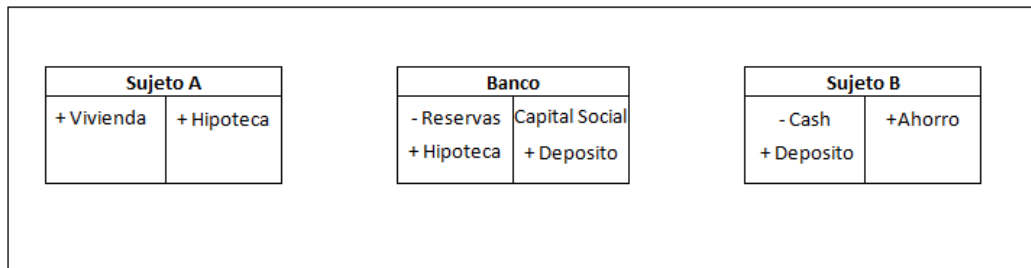 Sujeto A
+ Vivienda
+ Hipoteca
Banco
- Reservas
Capital Social
+ Hipoteca
+ Deposito
Sujeto B
- Cash
+Ahorro
+ Deposito